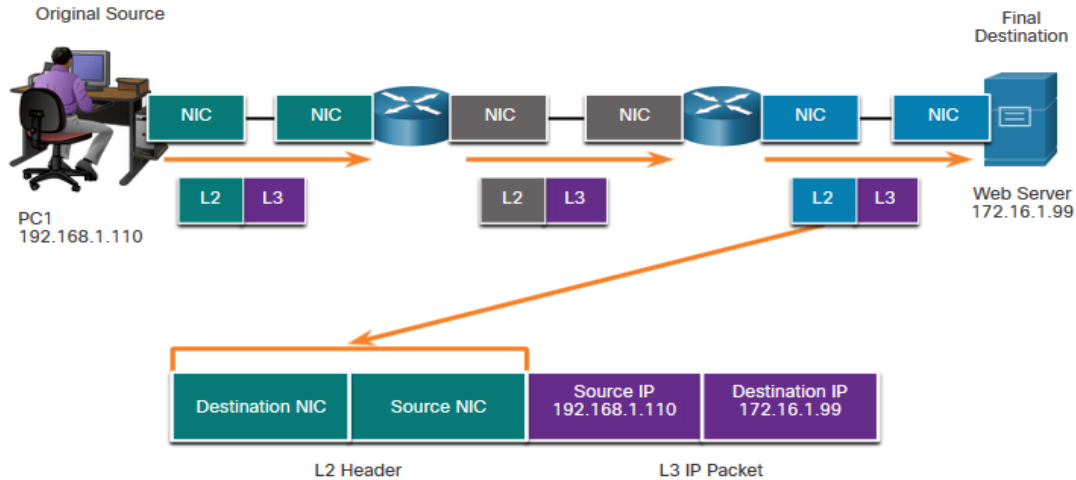 Original Source
Final
Destination
NIC
NIC
NIC
NIC
NIC
NIC
L2 L3
L2 L3
L2 L3
PC1
192.168.1.110
Web Server
172.16.1.99
Destination NIC
Source NIC
Source IP
192.168.1.110
Destination IP
172.16.1.99
L2 Header
L3 IP Packet